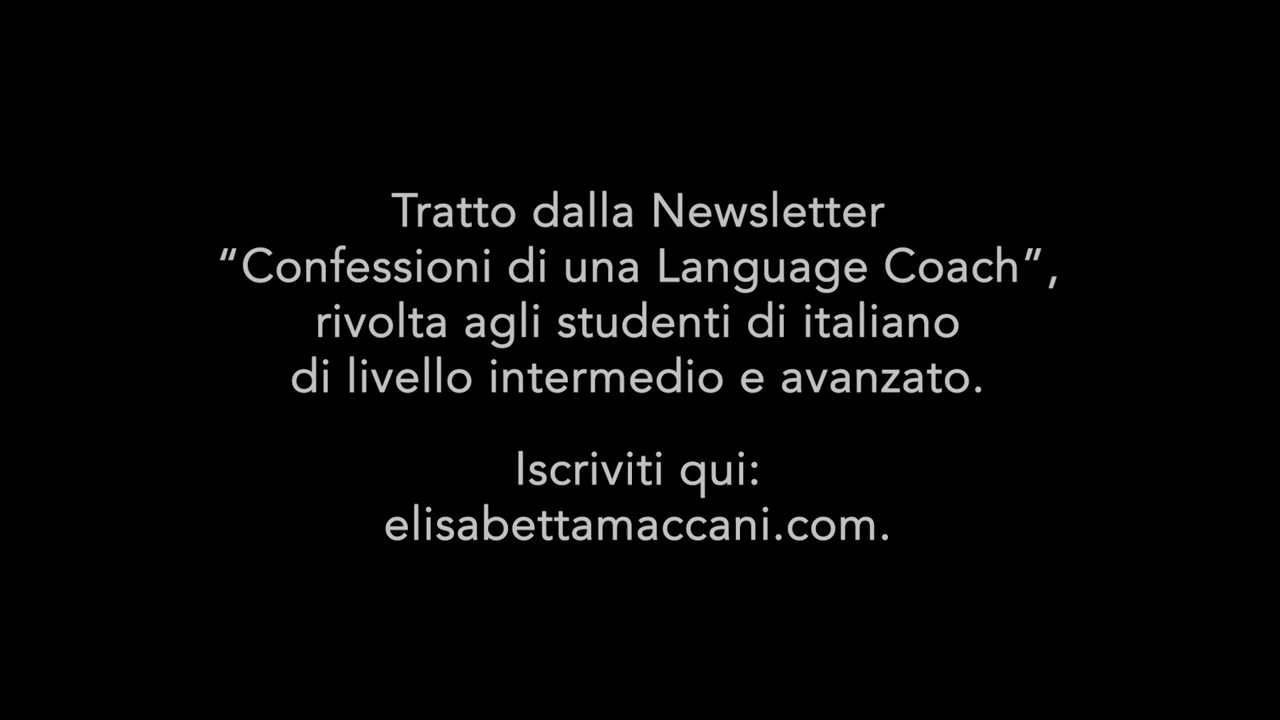 Tratto dalla Newsletter
“Confessioni di una Language Coach”,
rivolta agli studenti di italiano
di livello intermedio e avanzato.
Iscriviti qui:
elisabettamaccani.com.